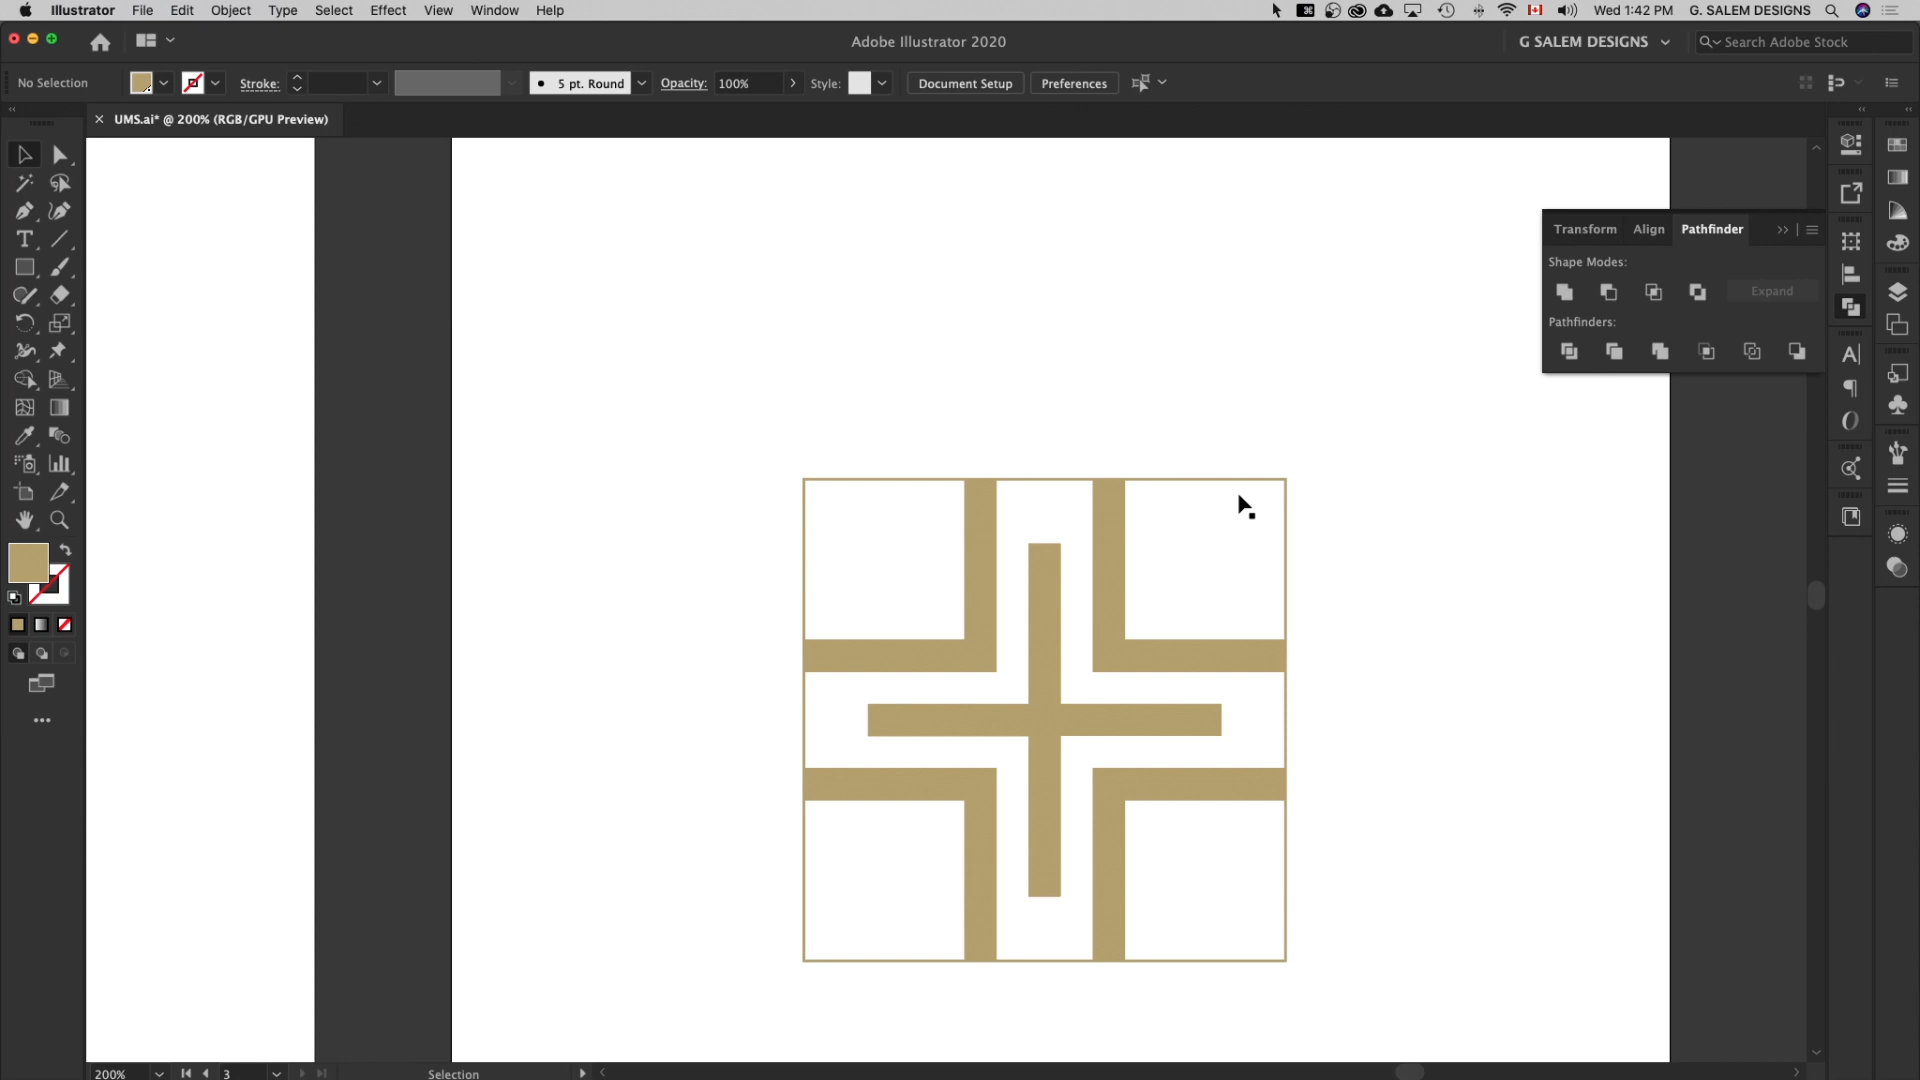 Illustrator File Edit Object Type Select Effect View Window Help Wed 1:42 PM G. SALEM DESIGNS
Adobe Illustrator 2020 G SALEM DESIGNS Search Adobe Stock
No Selection Stroke: 5 pt. Round Opacity: 100% Style: Document Setup Preferences
UMS.ai* @ 200% (RGB/GPU Preview)
Transform Align Pathfinder
Shape Modes:
Expand
Pathfinders:
200% 3 Selection